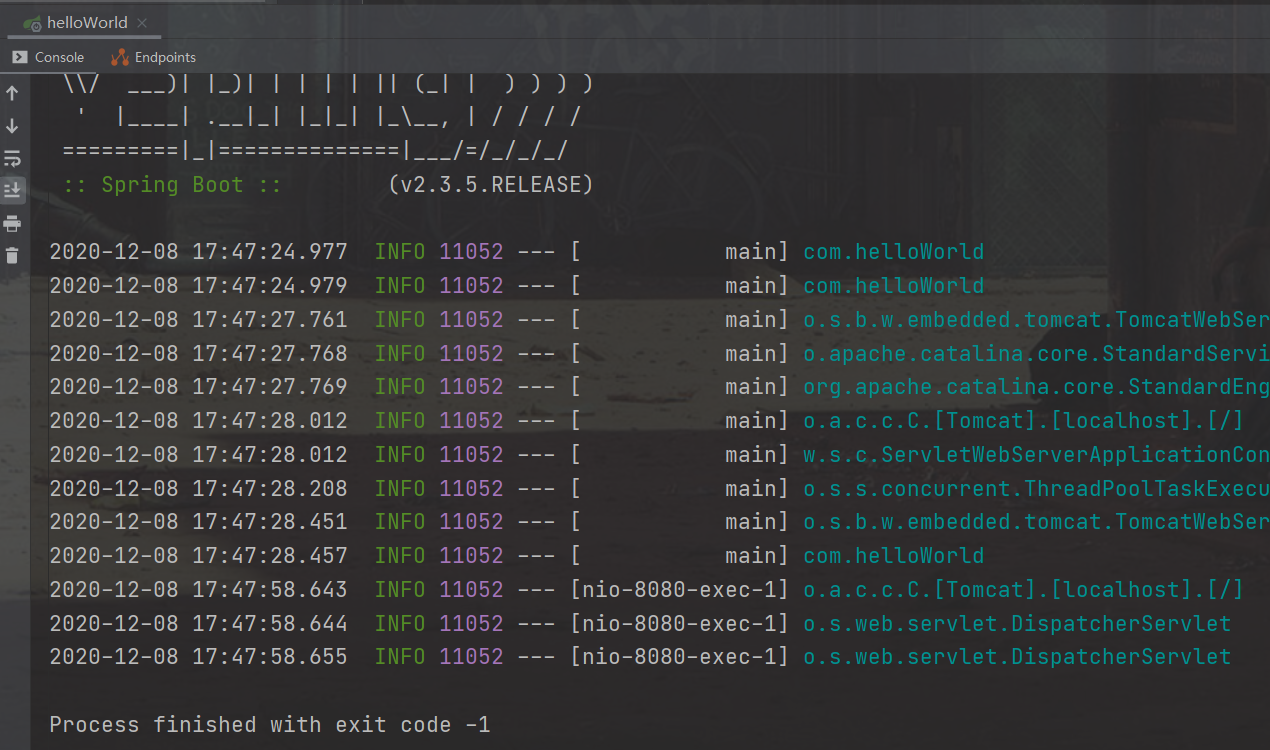 helloWorld
Console Endpoints
\\/  ___)| |_)| | | | | || (_| |  ) ) ) )
'  |____| .__|_| |_|_| |_\__, | / / / /
=========|_|==============|___/=/_/_/_/
:: Spring Boot ::        (v2.3.5.RELEASE)
2020-12-08 17:47:24.977  INFO 11052 --- [           main] com.helloWorld
2020-12-08 17:47:24.979  INFO 11052 --- [           main] com.helloWorld
2020-12-08 17:47:27.761  INFO 11052 --- [           main] o.s.b.w.embedded.tomcat.TomcatWebSer
2020-12-08 17:47:27.768  INFO 11052 --- [           main] o.apache.catalina.core.StandardServi
2020-12-08 17:47:27.769  INFO 11052 --- [           main] org.apache.catalina.core.StandardEng
2020-12-08 17:47:28.012  INFO 11052 --- [           main] o.a.c.c.C.[Tomcat].[localhost].[/]
2020-12-08 17:47:28.012  INFO 11052 --- [           main] w.s.c.ServletWebServerApplicationCon
2020-12-08 17:47:28.208  INFO 11052 --- [           main] o.s.s.concurrent.ThreadPoolTaskExecu
2020-12-08 17:47:28.451  INFO 11052 --- [           main] o.s.b.w.embedded.tomcat.TomcatWebSer
2020-12-08 17:47:28.457  INFO 11052 --- [           main] com.helloWorld
2020-12-08 17:47:58.643  INFO 11052 --- [nio-8080-exec-1] o.a.c.c.C.[Tomcat].[localhost].[/]
2020-12-08 17:47:58.644  INFO 11052 --- [nio-8080-exec-1] o.s.web.servlet.DispatcherServlet
2020-12-08 17:47:58.655  INFO 11052 --- [nio-8080-exec-1] o.s.web.servlet.DispatcherServlet
Process finished with exit code -1